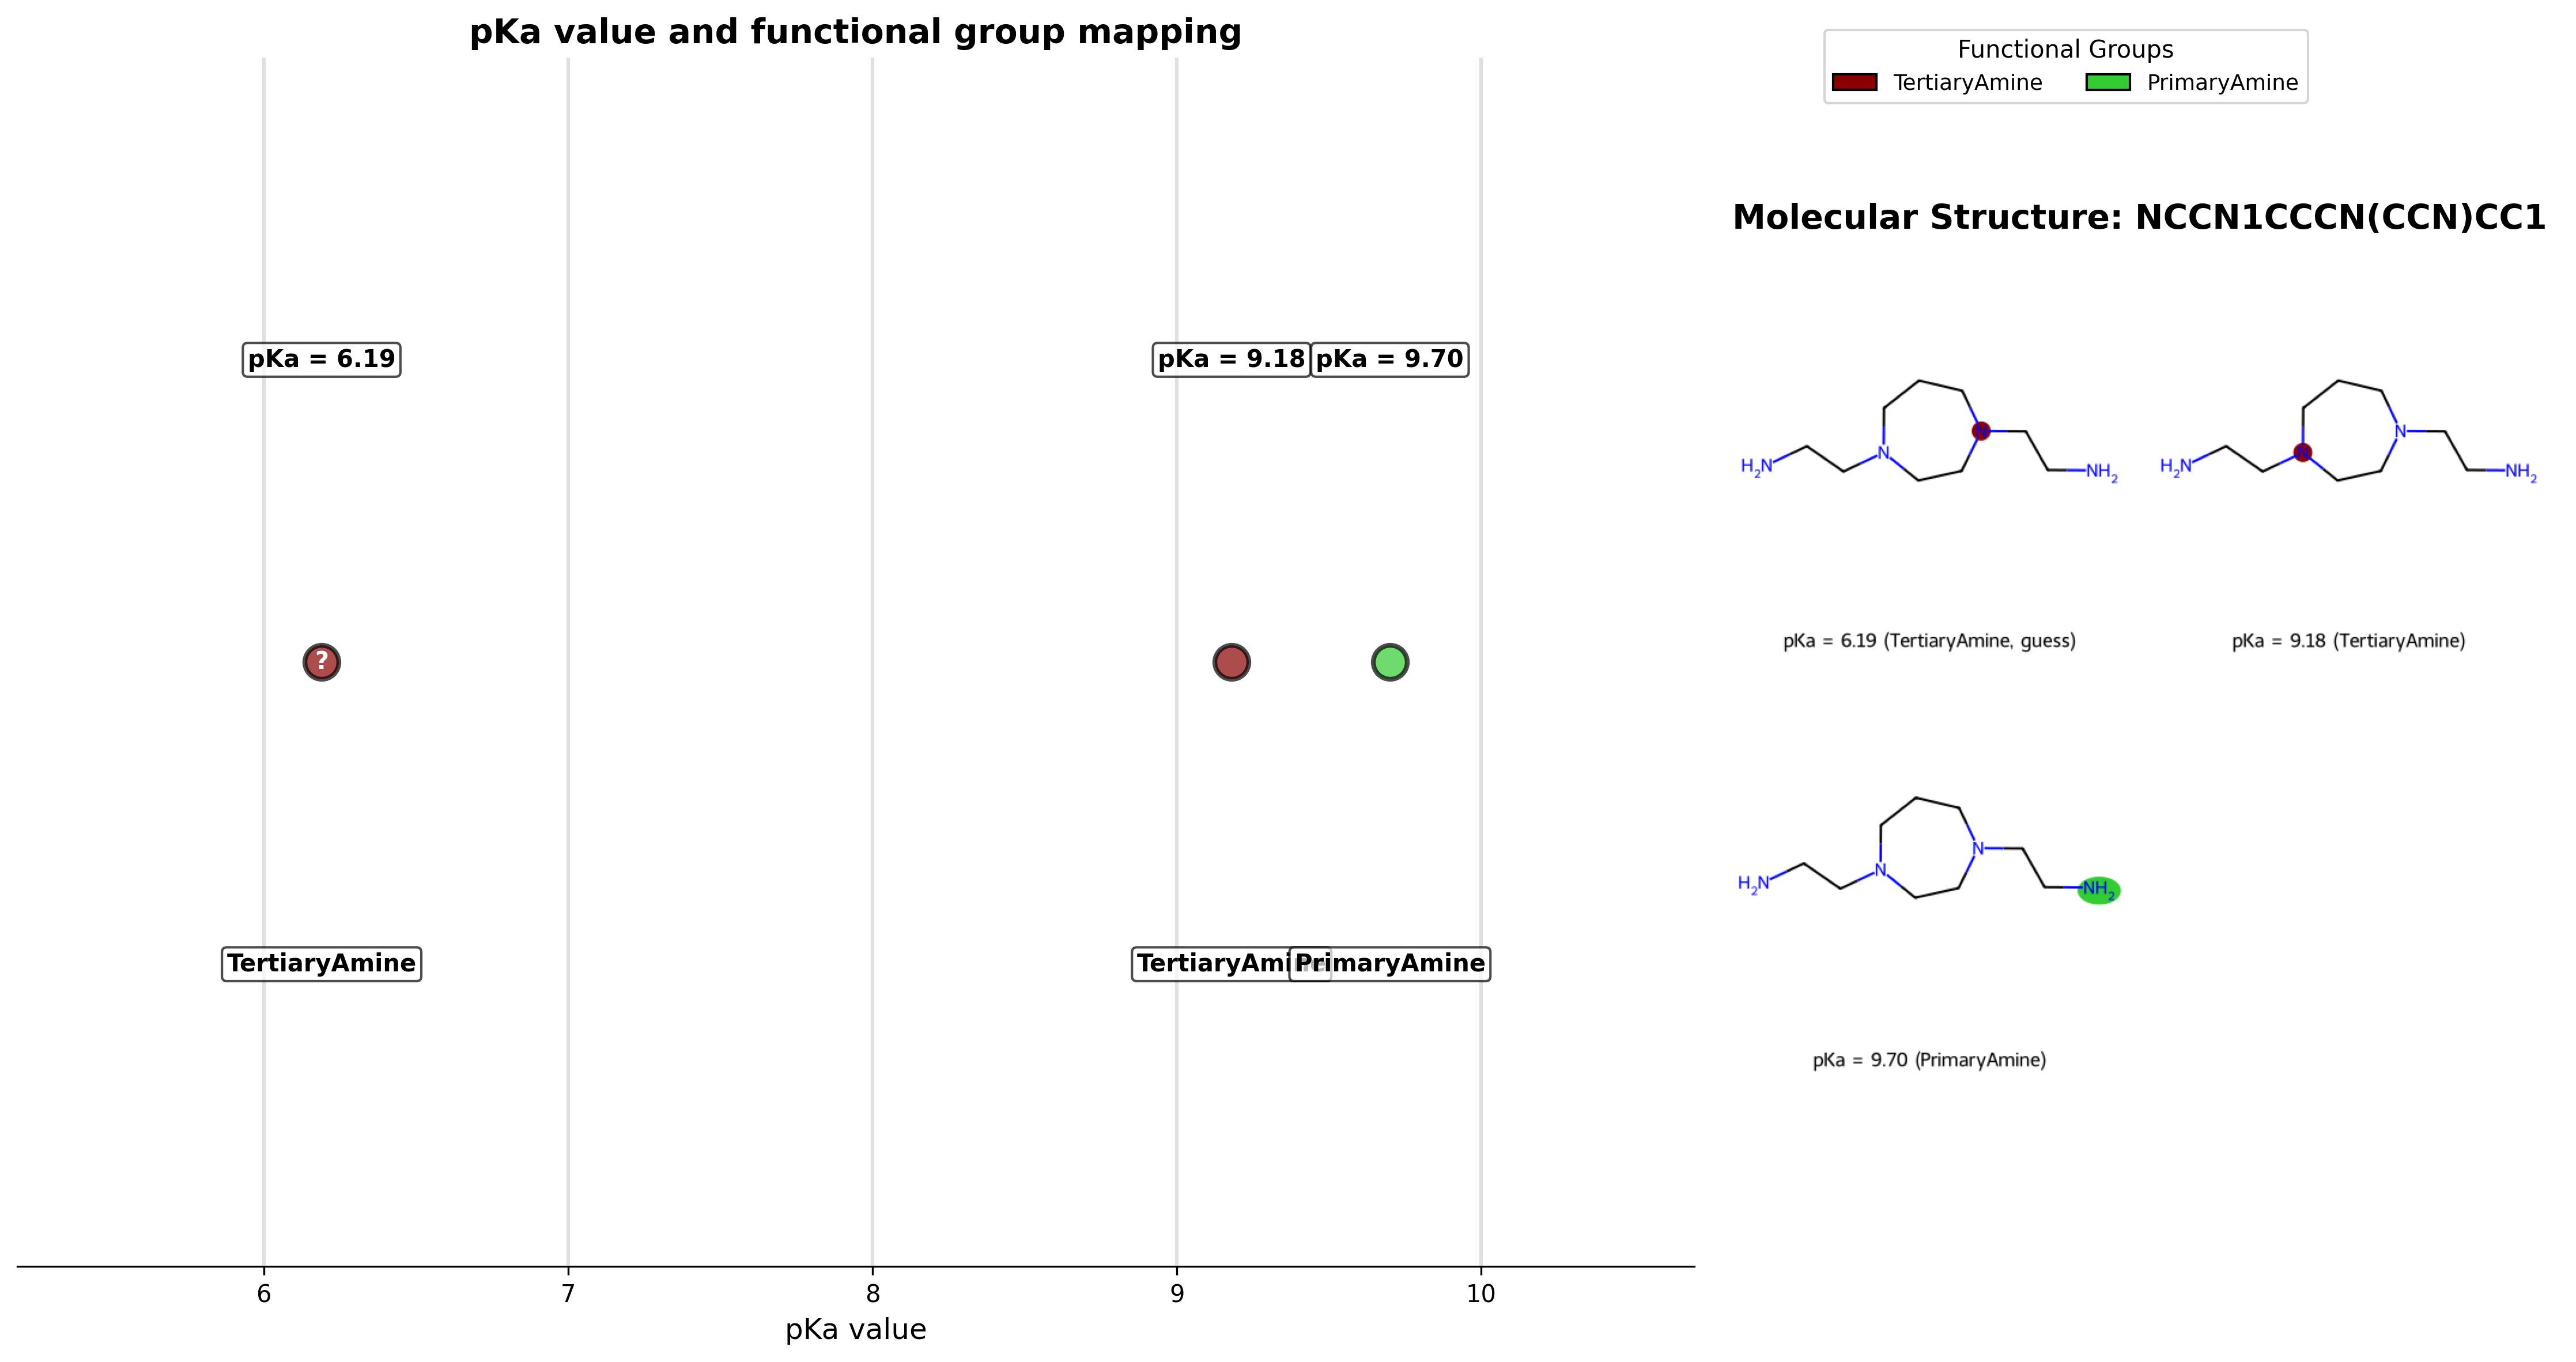 pKa value and functional group mapping
pKa = 6.19
pKa = 9.18
pKa = 9.70
?
TertiaryAmine
TertiaryAmine
PrimaryAmine
6
7
8
9
10
pKa value
Functional Groups
TertiaryAmine
PrimaryAmine
Molecular Structure: NCCN1CCCN(CCN)CC1
H2N
N
N
NH2
H2N
N
N
NH2
pKa = 6.19 (TertiaryAmine, guess)
pKa = 9.18 (TertiaryAmine)
H2N
N
N
NH2
pKa = 9.70 (PrimaryAmine)